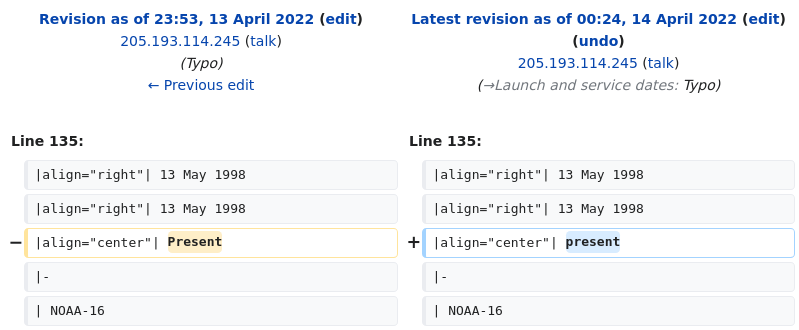 Revision as of 23:53, 13 April 2022 (edit)
205.193.114.245 (talk)
(Typo)
← Previous edit
Latest revision as of 00:24, 14 April 2022 (edit)
(undo)
205.193.114.245 (talk)
(→Launch and service dates: Typo)
Line 135:
Line 135:
|align="right"| 13 May 1998
|align="right"| 13 May 1998
|align="right"| 13 May 1998
|align="right"| 13 May 1998
− |align="center"| Present
+ |align="center"| present
|-
|-
| NOAA-16
| NOAA-16